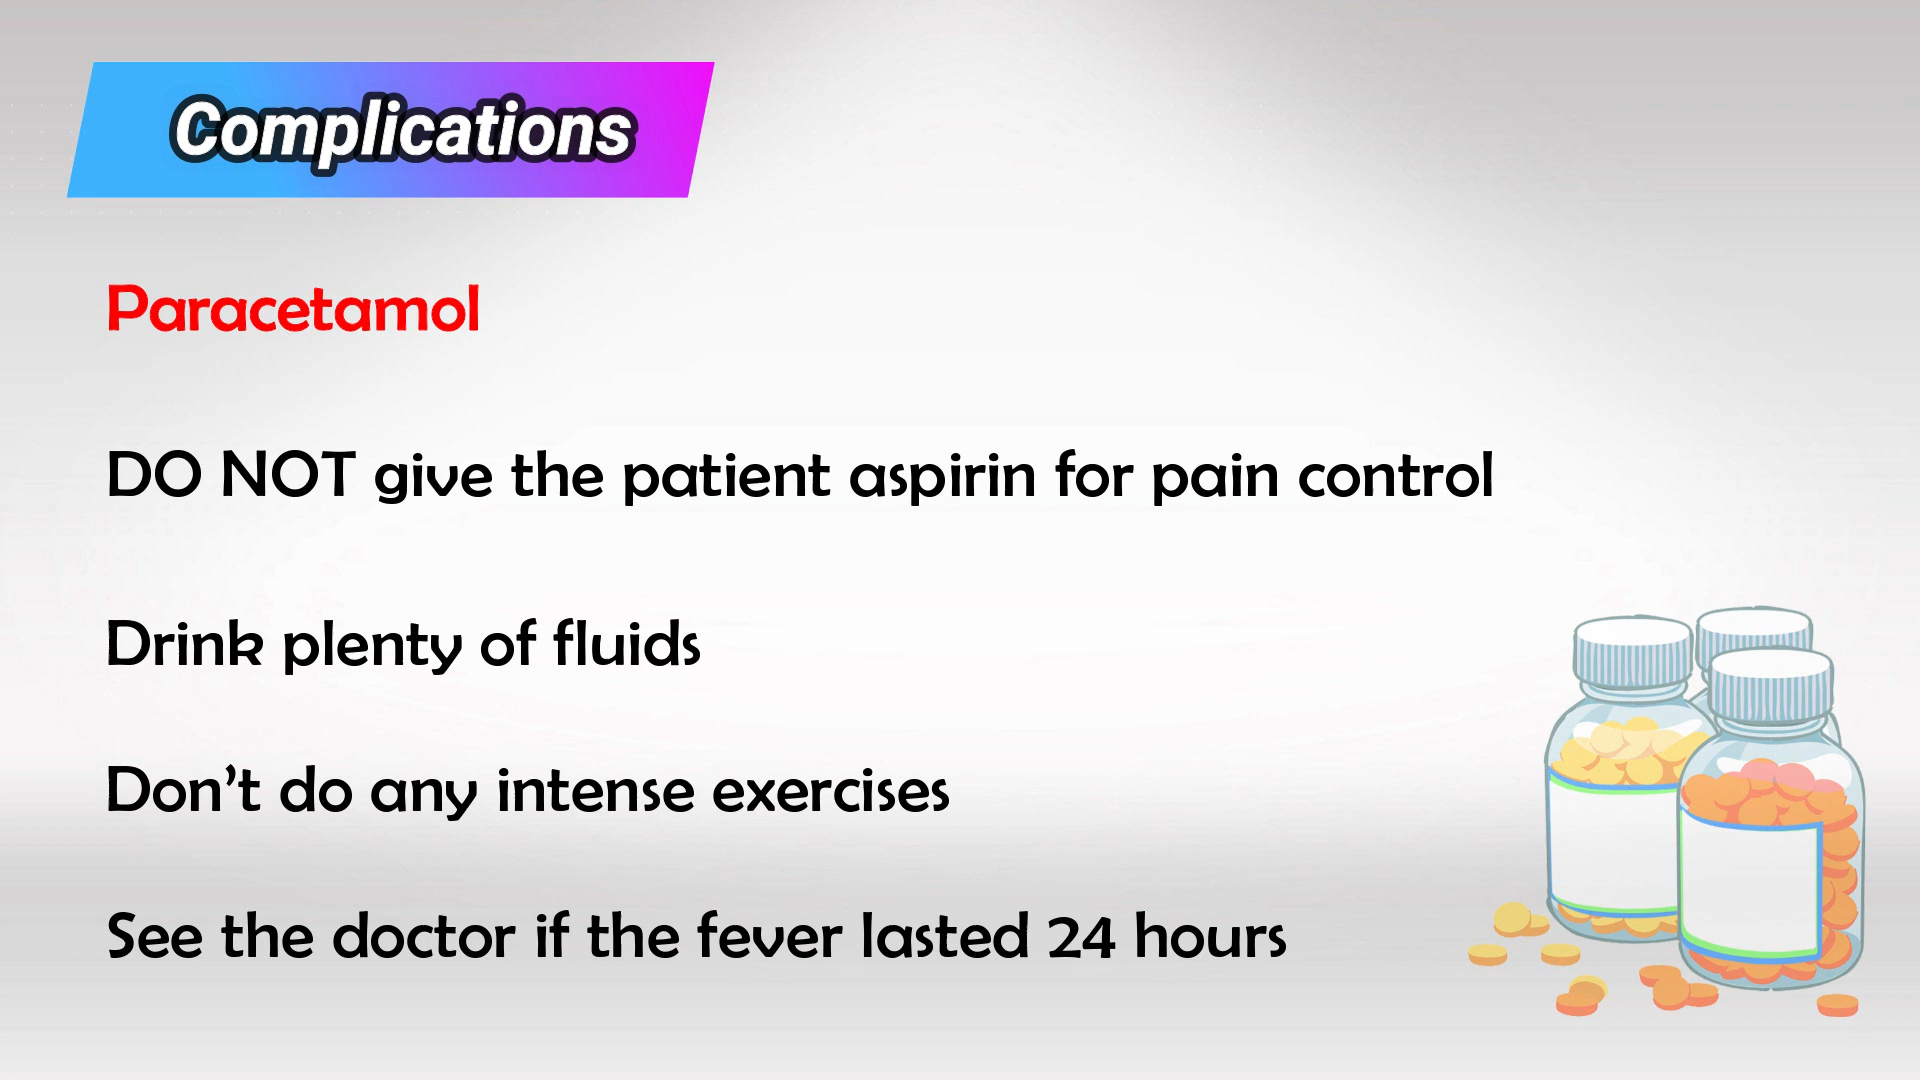 Complications
Paracetamol
DO NOT give the patient aspirin for pain control
Drink plenty of fluids
Don’t do any intense exercises
See the doctor if the fever lasted 24 hours